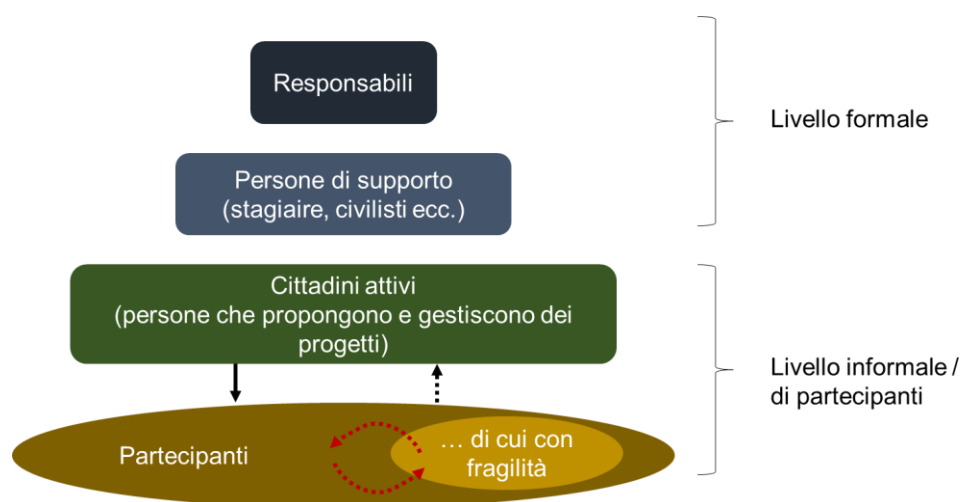 Responsabili
Livello formale
Persone di supporto
(stagiaire, civilisti ecc.)
Cittadini attivi
(persone che propongono e gestiscono dei
progetti)
Livello informale /
di partecipanti
Partecipanti
… di cui con
fragilità